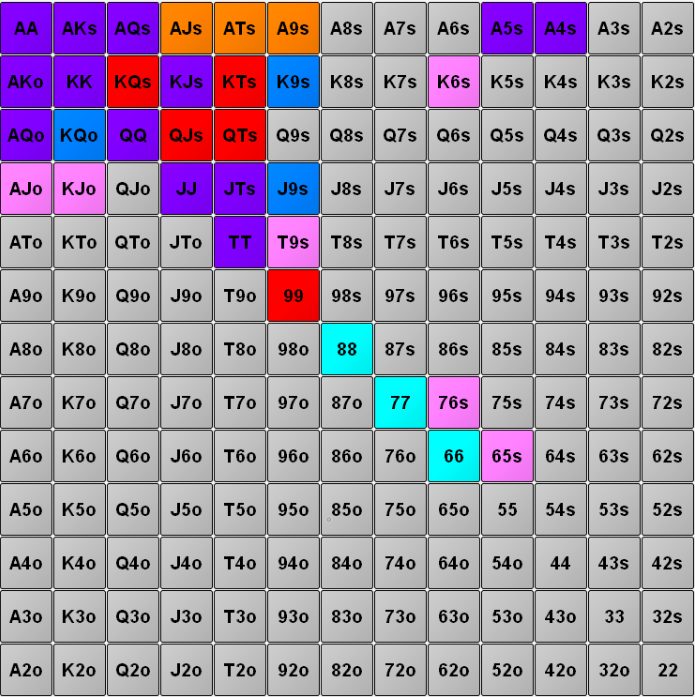 AA AKs AQs AJs ATs A9s A8s A7s A6s A5s A4s A3s A2s
AKo KK KQs KJs KTs K9s K8s K7s K6s K5s K4s K3s K2s
AQo KQo QQ QJs QTs Q9s Q8s Q7s Q6s Q5s Q4s Q3s Q2s
AJo KJo QJo JJ JTs J9s J8s J7s J6s J5s J4s J3s J2s
ATo KTo QTo JTo TT T9s T8s T7s T6s T5s T4s T3s T2s
A9o K9o Q9o J9o T9o 99 98s 97s 96s 95s 94s 93s 92s
A8o K8o Q8o J8o T8o 98o 88 87s 86s 85s 84s 83s 82s
A7o K7o Q7o J7o T7o 97o 87o 77 76s 75s 74s 73s 72s
A6o K6o Q6o J6o T6o 96o 86o 76o 66 65s 64s 63s 62s
A5o K5o Q5o J5o T5o 95o 85o 75o 65o 55 54s 53s 52s
A4o K4o Q4o J4o T4o 94o 84o 74o 64o 54o 44 43s 42s
A3o K3o Q3o J3o T3o 93o 83o 73o 63o 53o 43o 33 32s
A2o K2o Q2o J2o T2o 92o 82o 72o 62o 52o 42o 32o 22